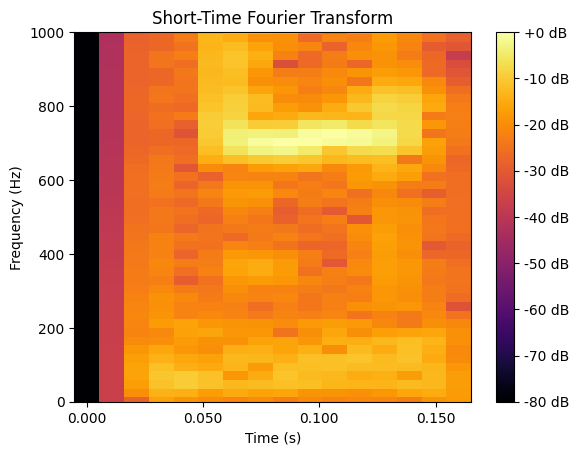 Short-Time Fourier Transform
1000
800
600
400
200
0
Frequency (Hz)
0.000
0.050
0.100
0.150
Time (s)
+0 dB
-10 dB
-20 dB
-30 dB
-40 dB
-50 dB
-60 dB
-70 dB
-80 dB